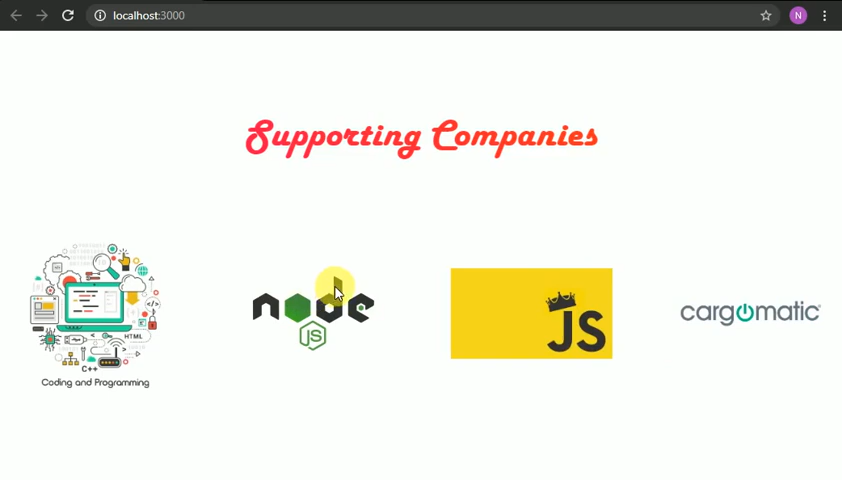 localhost:3000
N
Supporting Companies
HTML
C++
Coding and Programming
node
JS
JS
cargomatic